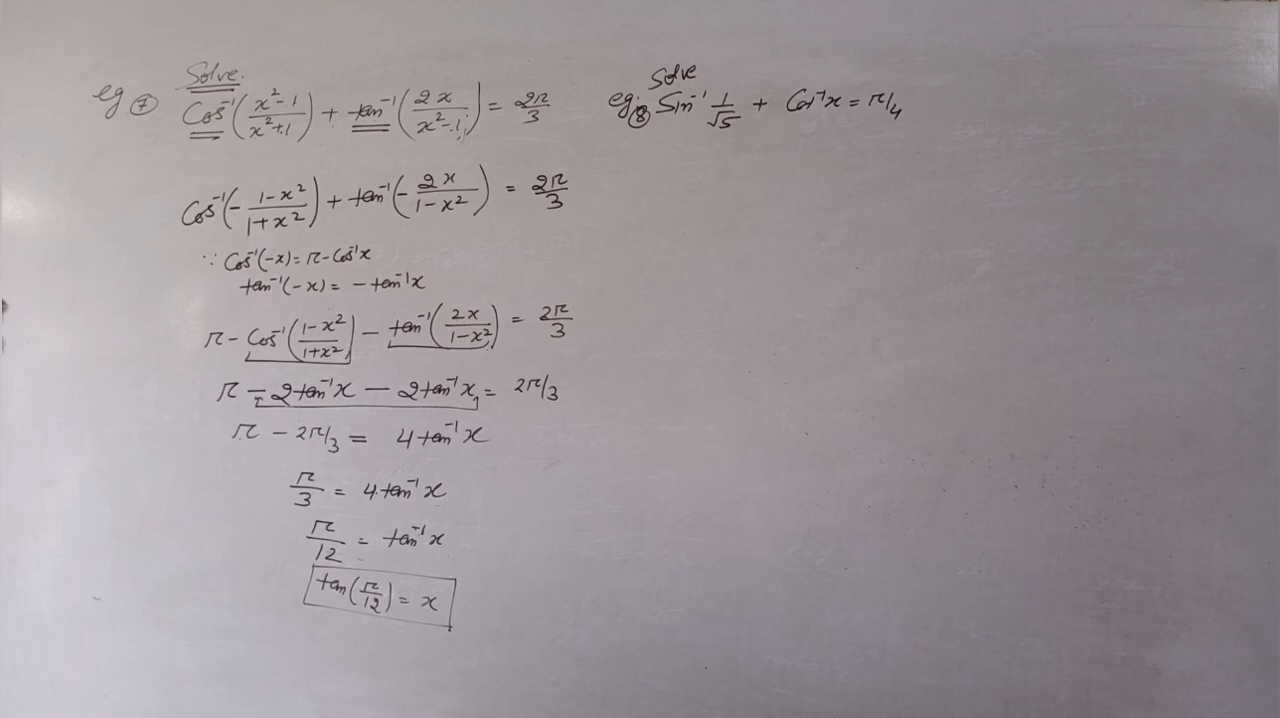 Solve.
eg ⑦ Cos⁻¹(x²-1/x²+1) + tan⁻¹(2x/x²-1) = 2π/3
Cos⁻¹(- 1-x²/1+x²) + tan⁻¹(- 2x/1-x²) = 2π/3
∵ Cos⁻¹(-x) = π - Cos⁻¹x
tan⁻¹(-x) = - tan⁻¹x
π - Cos⁻¹(1-x²/1+x²) - tan⁻¹(2x/1-x²) = 2π/3
π - 2tan⁻¹x - 2tan⁻¹x = 2π/3
π - 2π/3 = 4tan⁻¹x
π/3 = 4.tan⁻¹x
π/12 = tan⁻¹x
tan(π/12) = x
Solve
eg: ⑧ Sin⁻¹ 1/√5 + Cot⁻¹x = π/4